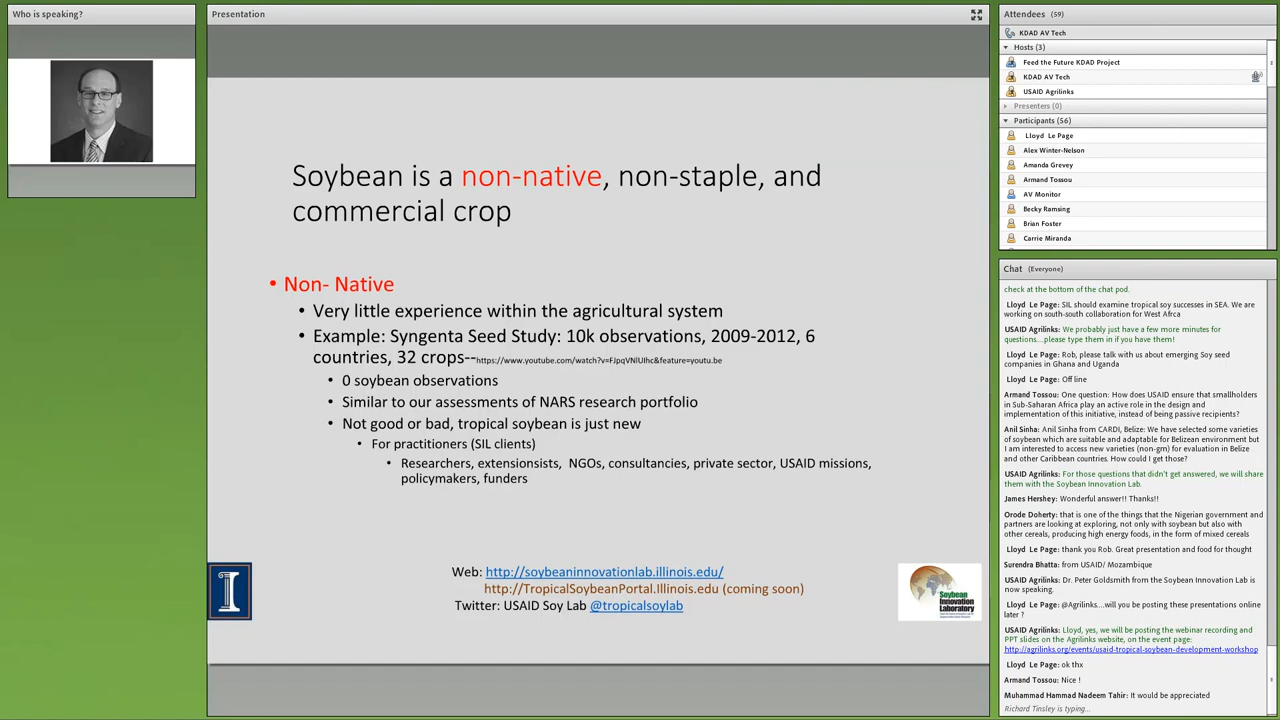 Who is speaking?
Presentation
Soybean is a non-native, non-staple, and
commercial crop
• Non- Native
• Very little experience within the agricultural system
• Example: Syngenta Seed Study: 10k observations, 2009-2012, 6
countries, 32 crops--https://www.youtube.com/watch?v=FJpqVNlUIhc&feature=youtu.be
• 0 soybean observations
• Similar to our assessments of NARS research portfolio
• Not good or bad, tropical soybean is just new
• For practitioners (SIL clients)
• Researchers, extensionsists, NGOs, consultancies, private sector, USAID missions,
policymakers, funders
Web: http://soybeaninnovationlab.illinois.edu/
http://TropicalSoybeanPortal.Illinois.edu (coming soon)
Twitter: USAID Soy Lab @tropicalsoylab
Soybean
Innovation
Laboratory
Attendees (59)
KDAD AV Tech
Hosts (3)
Feed the Future KDAD Project
KDAD AV Tech
USAID Agrilinks
Presenters (0)
Participants (56)
Lloyd Le Page
Alex Winter-Nelson
Amanda Grevey
Armand Tossou
AV Monitor
Becky Ramsing
Brian Foster
Carrie Miranda
Chat (Everyone)
check at the bottom of the chat pod.
Lloyd Le Page: SIL should examine tropical soy successes in SEA. We are
working on south-south collaboration for West Afrca
USAID Agrilinks: We probably just have a few more minutes for
questions....please type them in if you have them!
Lloyd Le Page: Rob, please talk with us about emerging Soy seed
companies in Ghana and Uganda
Lloyd Le Page: Off line
Armand Tossou: One question: How does USAID ensure that smallholders
in Sub-Saharan Africa play an active role in the design and
implementation of this initiative, instead of being passive recipients?
Anil Sinha: Anil Sinha from CARDI, Belize: We have selected some varieties
of soybean which are suitable and adaptable for Belizean environment but
I am interested to access new varieties (non-gm) for evaluation in Belize
and other Caribbean countries. How could I get those?
USAID Agrilinks: For those questions that didn't get answered, we will share
them with the Soybean Innovation Lab.
James Hershey: Wonderful answer!! Thanks!!
Orode Doherty: that is one of the things that the Nigerian government and
partners are looking at exploring, not only with soybean but also with
other cereals, producing high energy foods, in the form of mixed cereals
Lloyd Le Page: thank you Rob. Great presentation and food for thought
Surendra Bhatta: from USAID/ Mozambique
USAID Agrilinks: Dr. Peter Goldsmith from the Soybean Innovation Lab is
now speaking.
Lloyd Le Page: @Agrilinks....will you be posting these presentations online
later ?
USAID Agrilinks: Lloyd, yes, we will be posting the webinar recording and
PPT slides on the Agrilinks website, on the event page:
http://agrilinks.org/events/usaid-tropical-soybean-development-workshop
Lloyd Le Page: ok thx
Armand Tossou: Nice !
Muhammad Hammad Nadeem Tahir: It would be appreciated
Richard Tinsley is typing...